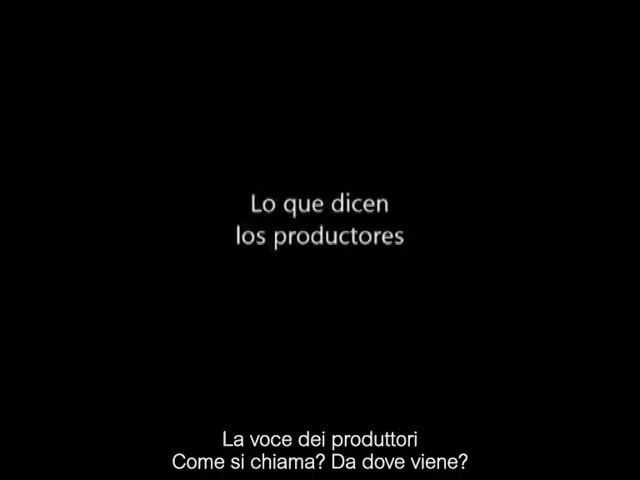 Lo que dicen
los productores
La voce dei produttori
Come si chiama? Da dove viene?